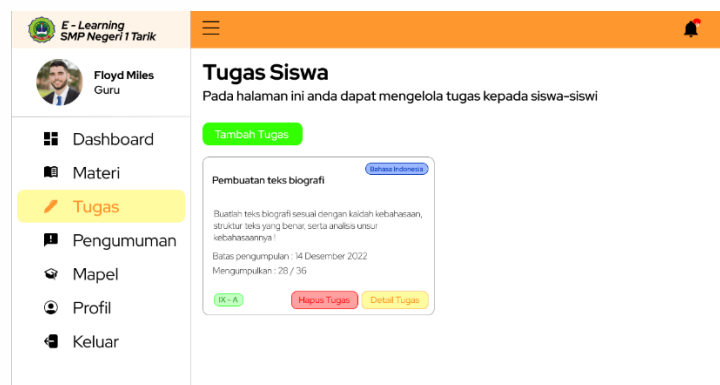 E - Learning
SMP Negeri 1 Tarik
Floyd Miles
Guru
Dashboard
Materi
Tugas
Pengumuman
Mapel
Profil
Keluar
Tugas Siswa
Pada halaman ini anda dapat mengelola tugas kepada siswa-siswi
Tambah Tugas
Bahasa Indonesia
Pembuatan teks biografi
Buatlah teks biografi sesuai dengan kaidah kebahasaan,
struktur teks yang benar, serta analisis unsur
kebahasaannya !
Batas pengumpulan : 14 Desember 2022
Mengumpulkan : 28 / 36
IX - A
Hapus Tugas
Detail Tugas